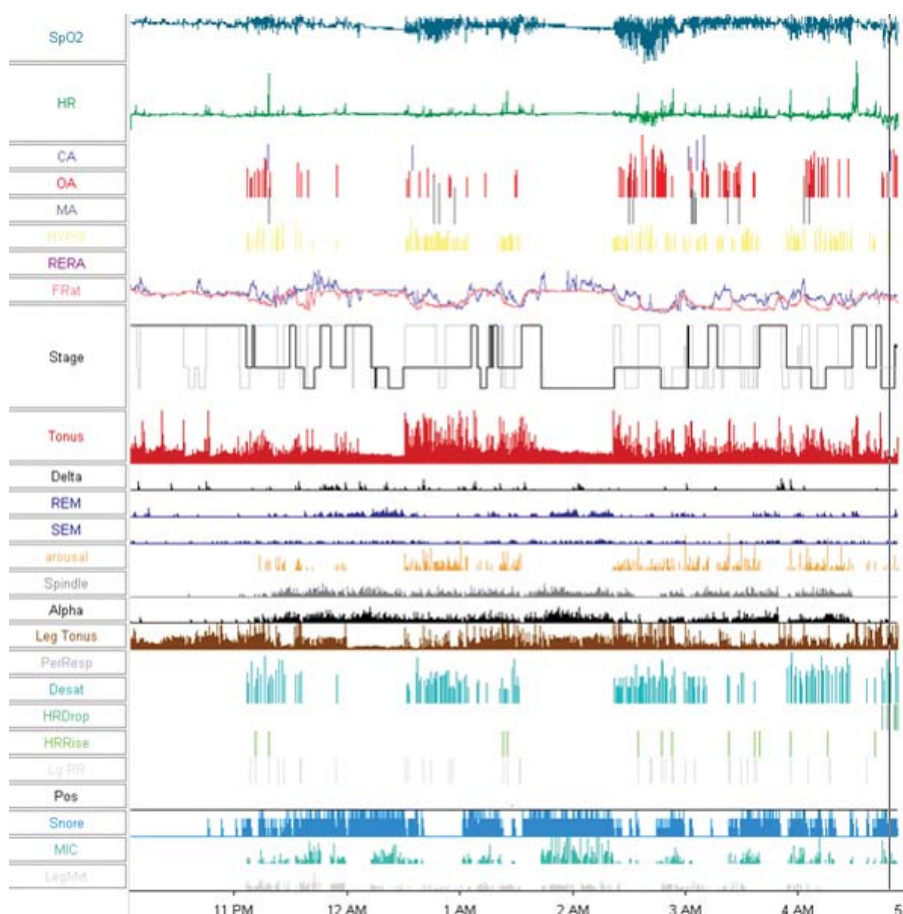 SpO2
HR
CA
OA
MA
HYPO
RERA
FRat
Stage
Tonus
Delta
REM
SEM
arousal
Spindle
Alpha
Leg Tonus
PerResp
Desat
HRDrop
HRRise
Lg RR
Pos
Snore
MIC
LegMvt
11 PM 12 AM 1 AM 2 AM 3 AM 4 AM 5